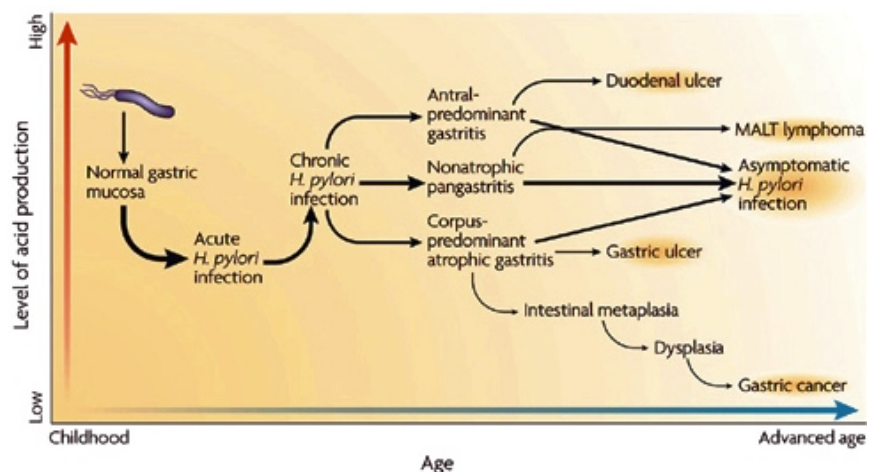 High
Level of acid production
Low
Normal gastric
mucosa
Acute
H. pylori
infection
Chronic
H. pylori
infection
Antral-
predominant
gastritis
Nonatrophic
pangastritis
Corpus-
predominant
atrophic gastritis
Duodenal ulcer
MALT lymphoma
Asymptomatic
H. pylori
infection
Gastric ulcer
Intestinal metaplasia
Dysplasia
Gastric cancer
Childhood
Advanced age
Age